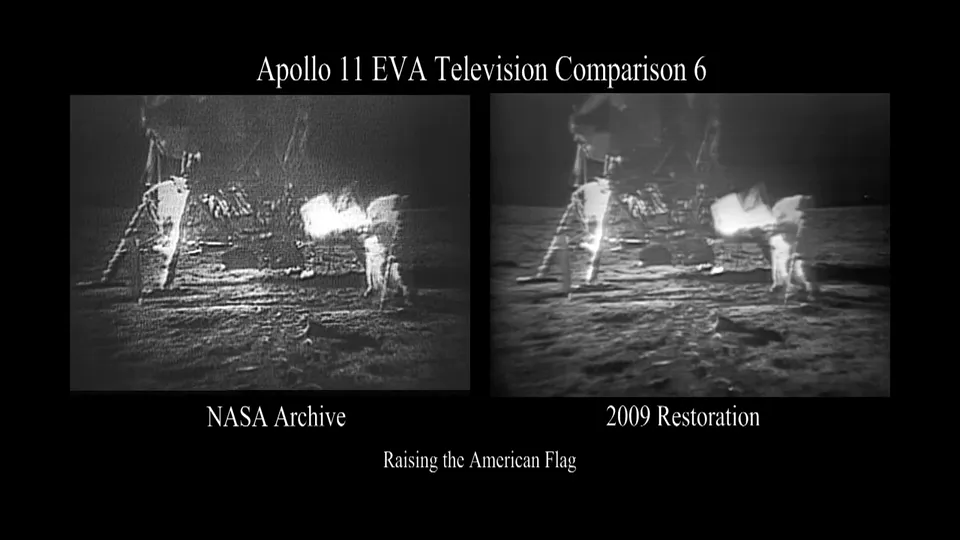 Apollo 11 EVA Television Comparison 6
NASA Archive
2009 Restoration
Raising the American Flag